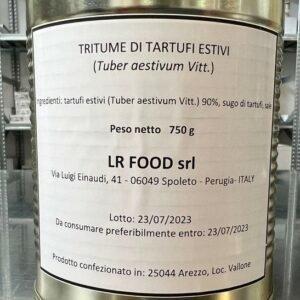 TRITUME DI TARTUFI ESTIVI
(Tuber aestivum Vitt.)
Ingredienti: tartufi estivi (Tuber aestivum Vitt.) 90%, sugo di tartufi, sale
Peso netto 750 g
LR FOOD srl
Via Luigi Einaudi, 41 - 06049 Spoleto - Perugia- ITALY
Lotto: 23/07/2023
Da consumare preferibilmente entro: 23/07/2023
Prodotto confezionato in: 25044 Arezzo, Loc. Vallone